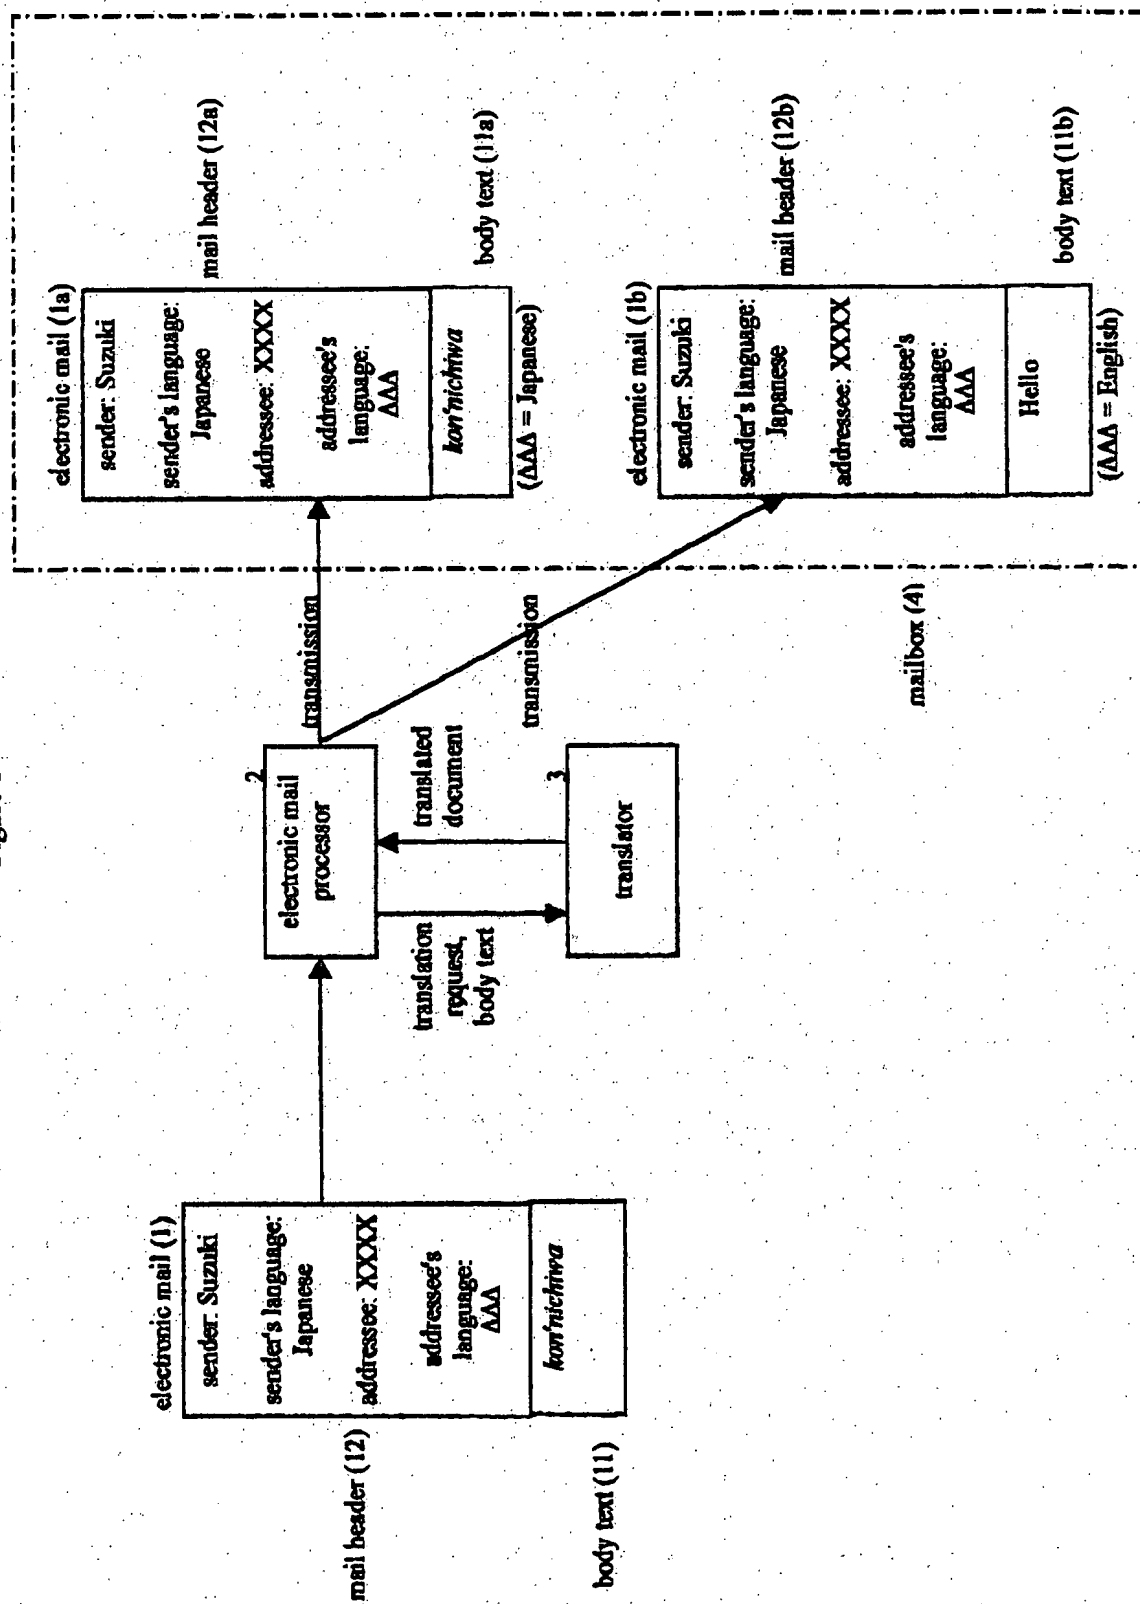 electronic mail (1)
sender: Suzuki
sender's language:
Japanese
addressee: XXXX
addressee's
language:
ΔΔΔ
kon'nichiwa
mail header (12)
body text (11)
2
electronic mail
processor
translation
request,
body text
translated
document
3
translator
transmission
transmission
mailbox (4)
electronic mail (1a)
sender: Suzuki
sender's language:
Japanese
addressee: XXXX
addressee's
language:
ΔΔΔ
kon'nichiwa
(ΔΔΔ = Japanese)
mail header (12a)
body text (11a)
electronic mail (1b)
sender: Suzuki
sender's language:
Japanese
addressee: XXXX
addressee's
language:
ΔΔΔ
Hello
(ΔΔΔ = English)
mail header (12b)
body text (11b)